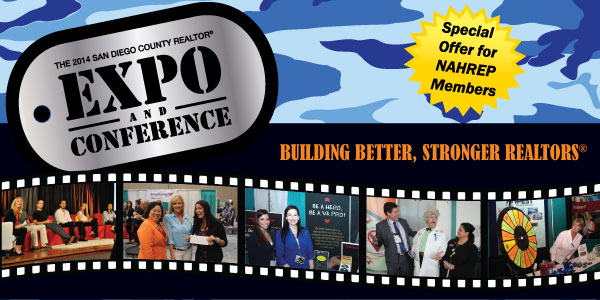 THE 2014 SAN DIEGO COUNTY REALTOR®
EXPO
AND
CONFERENCE
Special
Offer for
NAHREP
Members
BUILDING BETTER, STRONGER REALTORS®
BE A HERO,
BE A VA PRO!